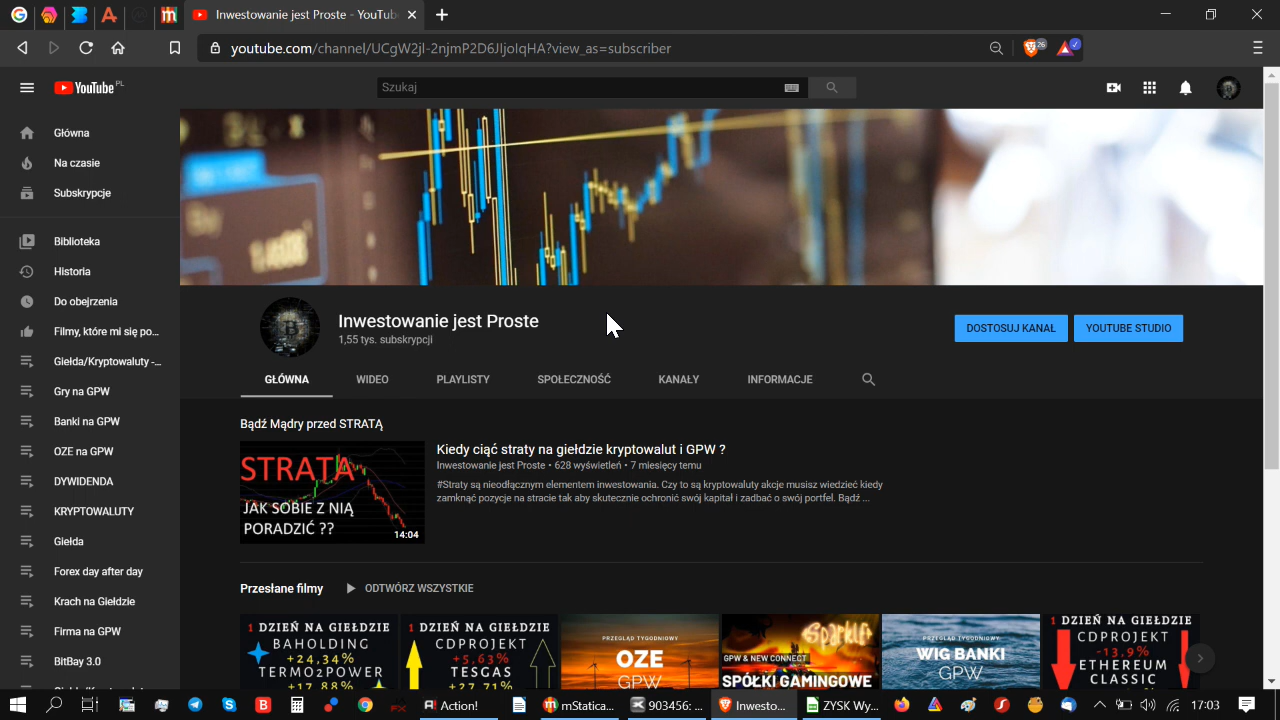 Inwestowanie jest Proste - YouTub
youtube.com/channel/UCgW2jI-2njmP2D6JIjoIqHA?view_as=subscriber
26
YouTube PL
Szukaj
Główna
Na czasie
Subskrypcje
Biblioteka
Historia
Do obejrzenia
Filmy, które mi się po...
Giełda/Kryptowaluty -...
Gry na GPW
Banki na GPW
OZE na GPW
DYWIDENDA
KRYPTOWALUTY
Giełda
Forex day after day
Krach na Giełdzie
Firma na GPW
BitBay 3.0
Inwestowanie jest Proste
1,55 tys. subskrypcji
DOSTOSUJ KANAŁ
YOUTUBE STUDIO
GŁÓWNA
WIDEO
PLAYLISTY
SPOŁECZNOŚĆ
KANAŁY
INFORMACJE
Bądź Mądry przed STRATĄ
STRATA
JAK SOBIE Z NIĄ
PORADZIĆ ??
14:04
Kiedy ciąć straty na giełdzie kryptowalut i GPW ?
Inwestowanie jest Proste • 628 wyświetleń • 7 miesięcy temu
#Straty są nieodłącznym elementem inwestowania. Czy to są kryptowaluty akcje musisz wiedzieć kiedy
zamknąć pozycje na stracie tak aby skutecznie ochronić swój kapitał i zadbać o swój portfel. Bądź ...
Przesłane filmy
ODTWÓRZ WSZYSTKIE
1 DZIEŃ NA GIEŁDZIE
BAHOLDING
+24,34%
TERMO2POWER
+17,88%
1 DZIEŃ NA GIEŁDZIE
CDPROJEKT
+5,63%
TESGAS
+27,71%
PRZEGLĄD TYGODNIOWY
OZE
GPW
GPW & NEW CONNECT
SPÓŁKI GAMINGOWE
PRZEGLĄD TYGODNIOWY
WIG BANKI
GPW
1 DZIEŃ NA GIEŁDZIE
CDPROJEKT
-13,9%
ETHEREUM
CLASSIC
Action!
mStatica...
903456: ...
Inwesto...
ZYSK Wy...
17:03